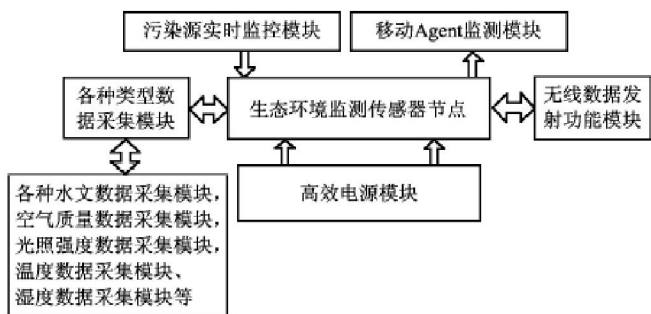 污染源实时监控模块
移动Agent监测模块
各种类型数
据采集模块
生态环境监测传感器节点
无线数据发
射功能模块
高效电源模块
各种水文数据采集模块,
空气质量数据采集模块,
光照强度数据采集模块,
温度数据采集模块、
湿度数据采集模块等